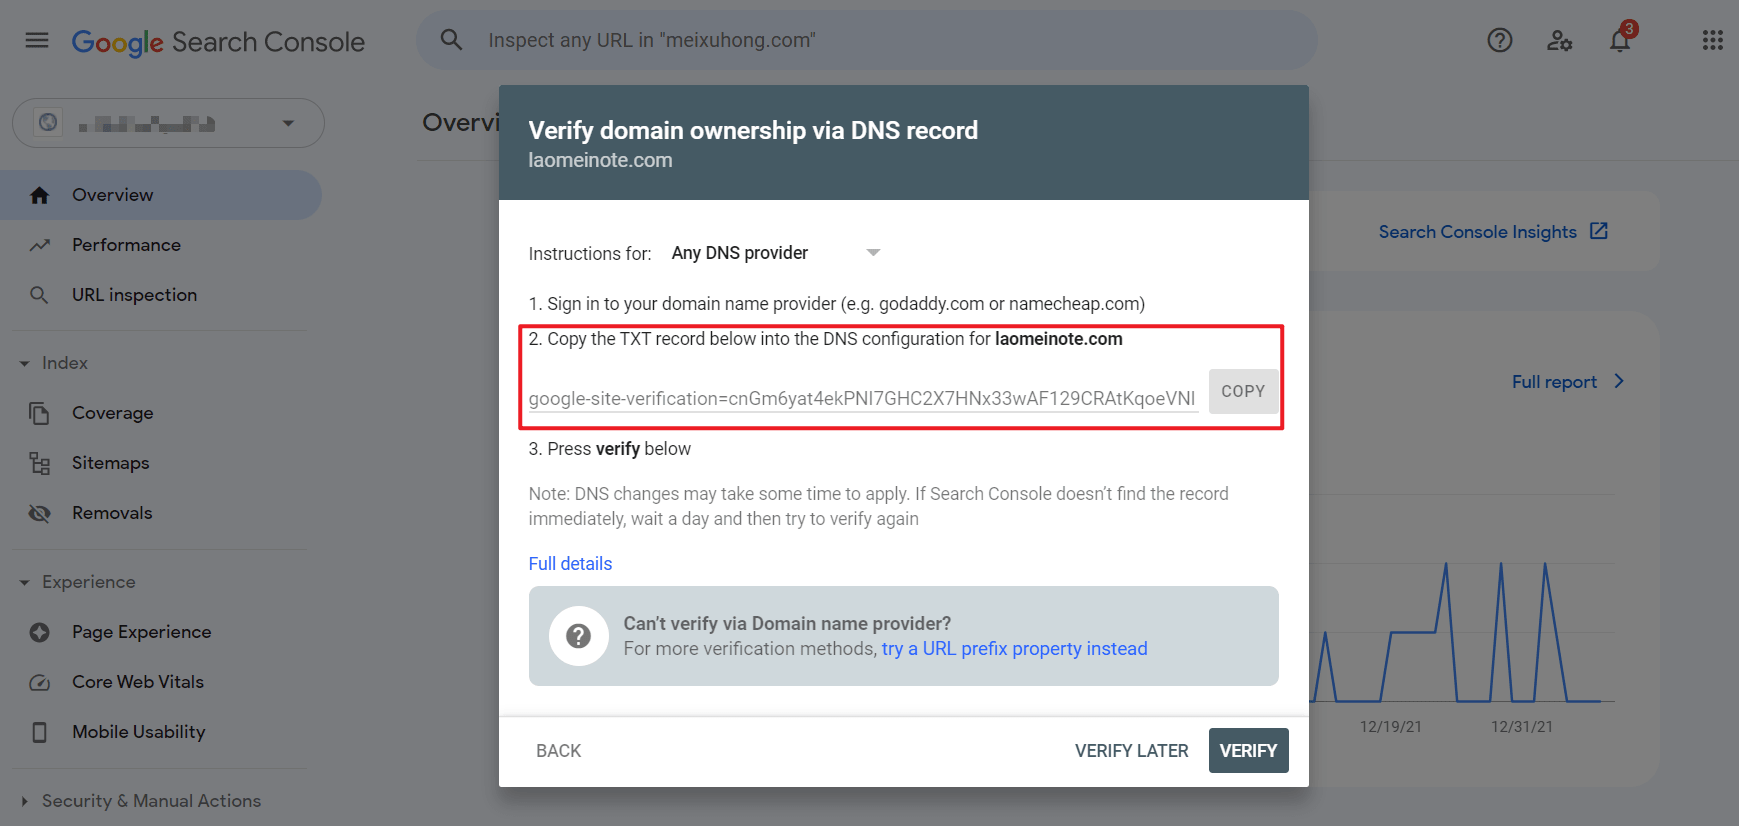 Google Search Console
Inspect any URL in "meixuhong.com"
3
Overvi
Overview
Performance
URL inspection
Index
Coverage
Sitemaps
Removals
Experience
Page Experience
Core Web Vitals
Mobile Usability
Security & Manual Actions
Verify domain ownership via DNS record
laomeinote.com
Instructions for: Any DNS provider
1. Sign in to your domain name provider (e.g. godaddy.com or namecheap.com)
2. Copy the TXT record below into the DNS configuration for laomeinote.com
google-site-verification=cnGm6yat4ekPNI7GHC2X7HNx33wAF129CRAtKqoeVNI
COPY
3. Press verify below
Note: DNS changes may take some time to apply. If Search Console doesn’t find the record
immediately, wait a day and then try to verify again
Full details
Can’t verify via Domain name provider?
For more verification methods, try a URL prefix property instead
BACK
VERIFY LATER
VERIFY
Search Console Insights
Full report
12/19/21
12/31/21